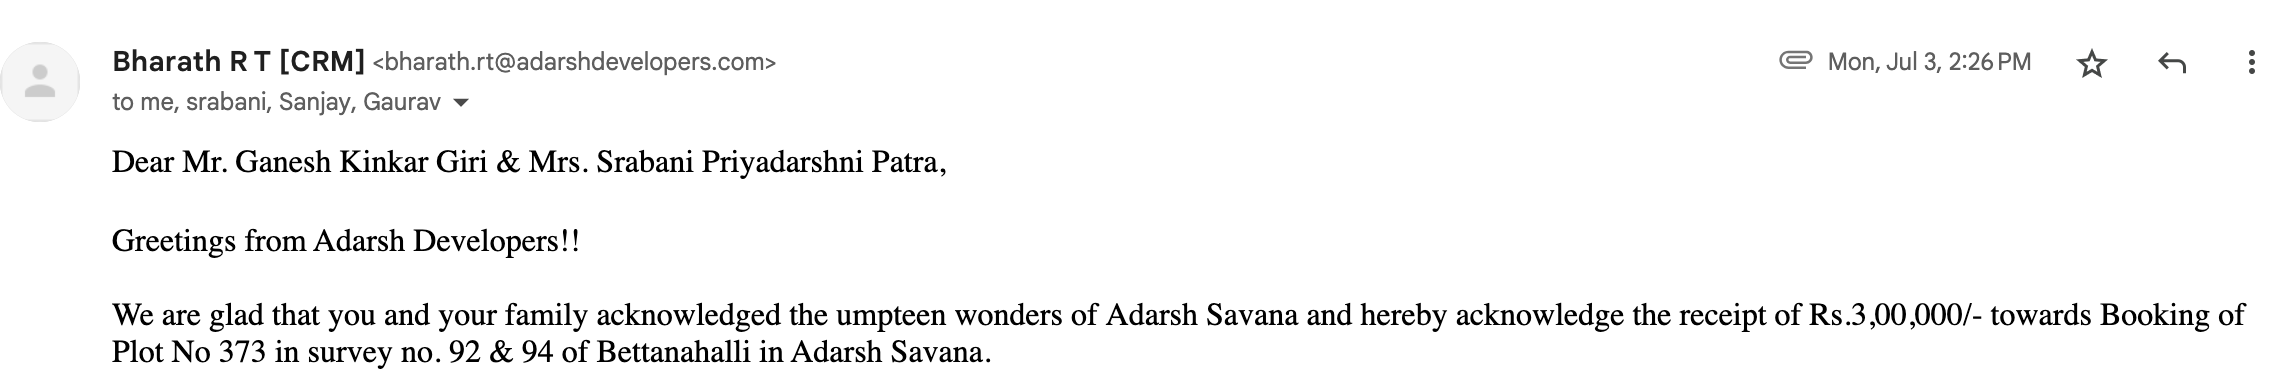 Bharath R T [CRM] <bharath.rt@adarshdevelopers.com> Mon, Jul 3, 2:26 PM
to me, srabani, Sanjay, Gaurav
Dear Mr. Ganesh Kinkar Giri & Mrs. Srabani Priyadarshni Patra,
Greetings from Adarsh Developers!!
We are glad that you and your family acknowledged the umpteen wonders of Adarsh Savana and hereby acknowledge the receipt of Rs.3,00,000/- towards Booking of
Plot No 373 in survey no. 92 & 94 of Bettanahalli in Adarsh Savana.